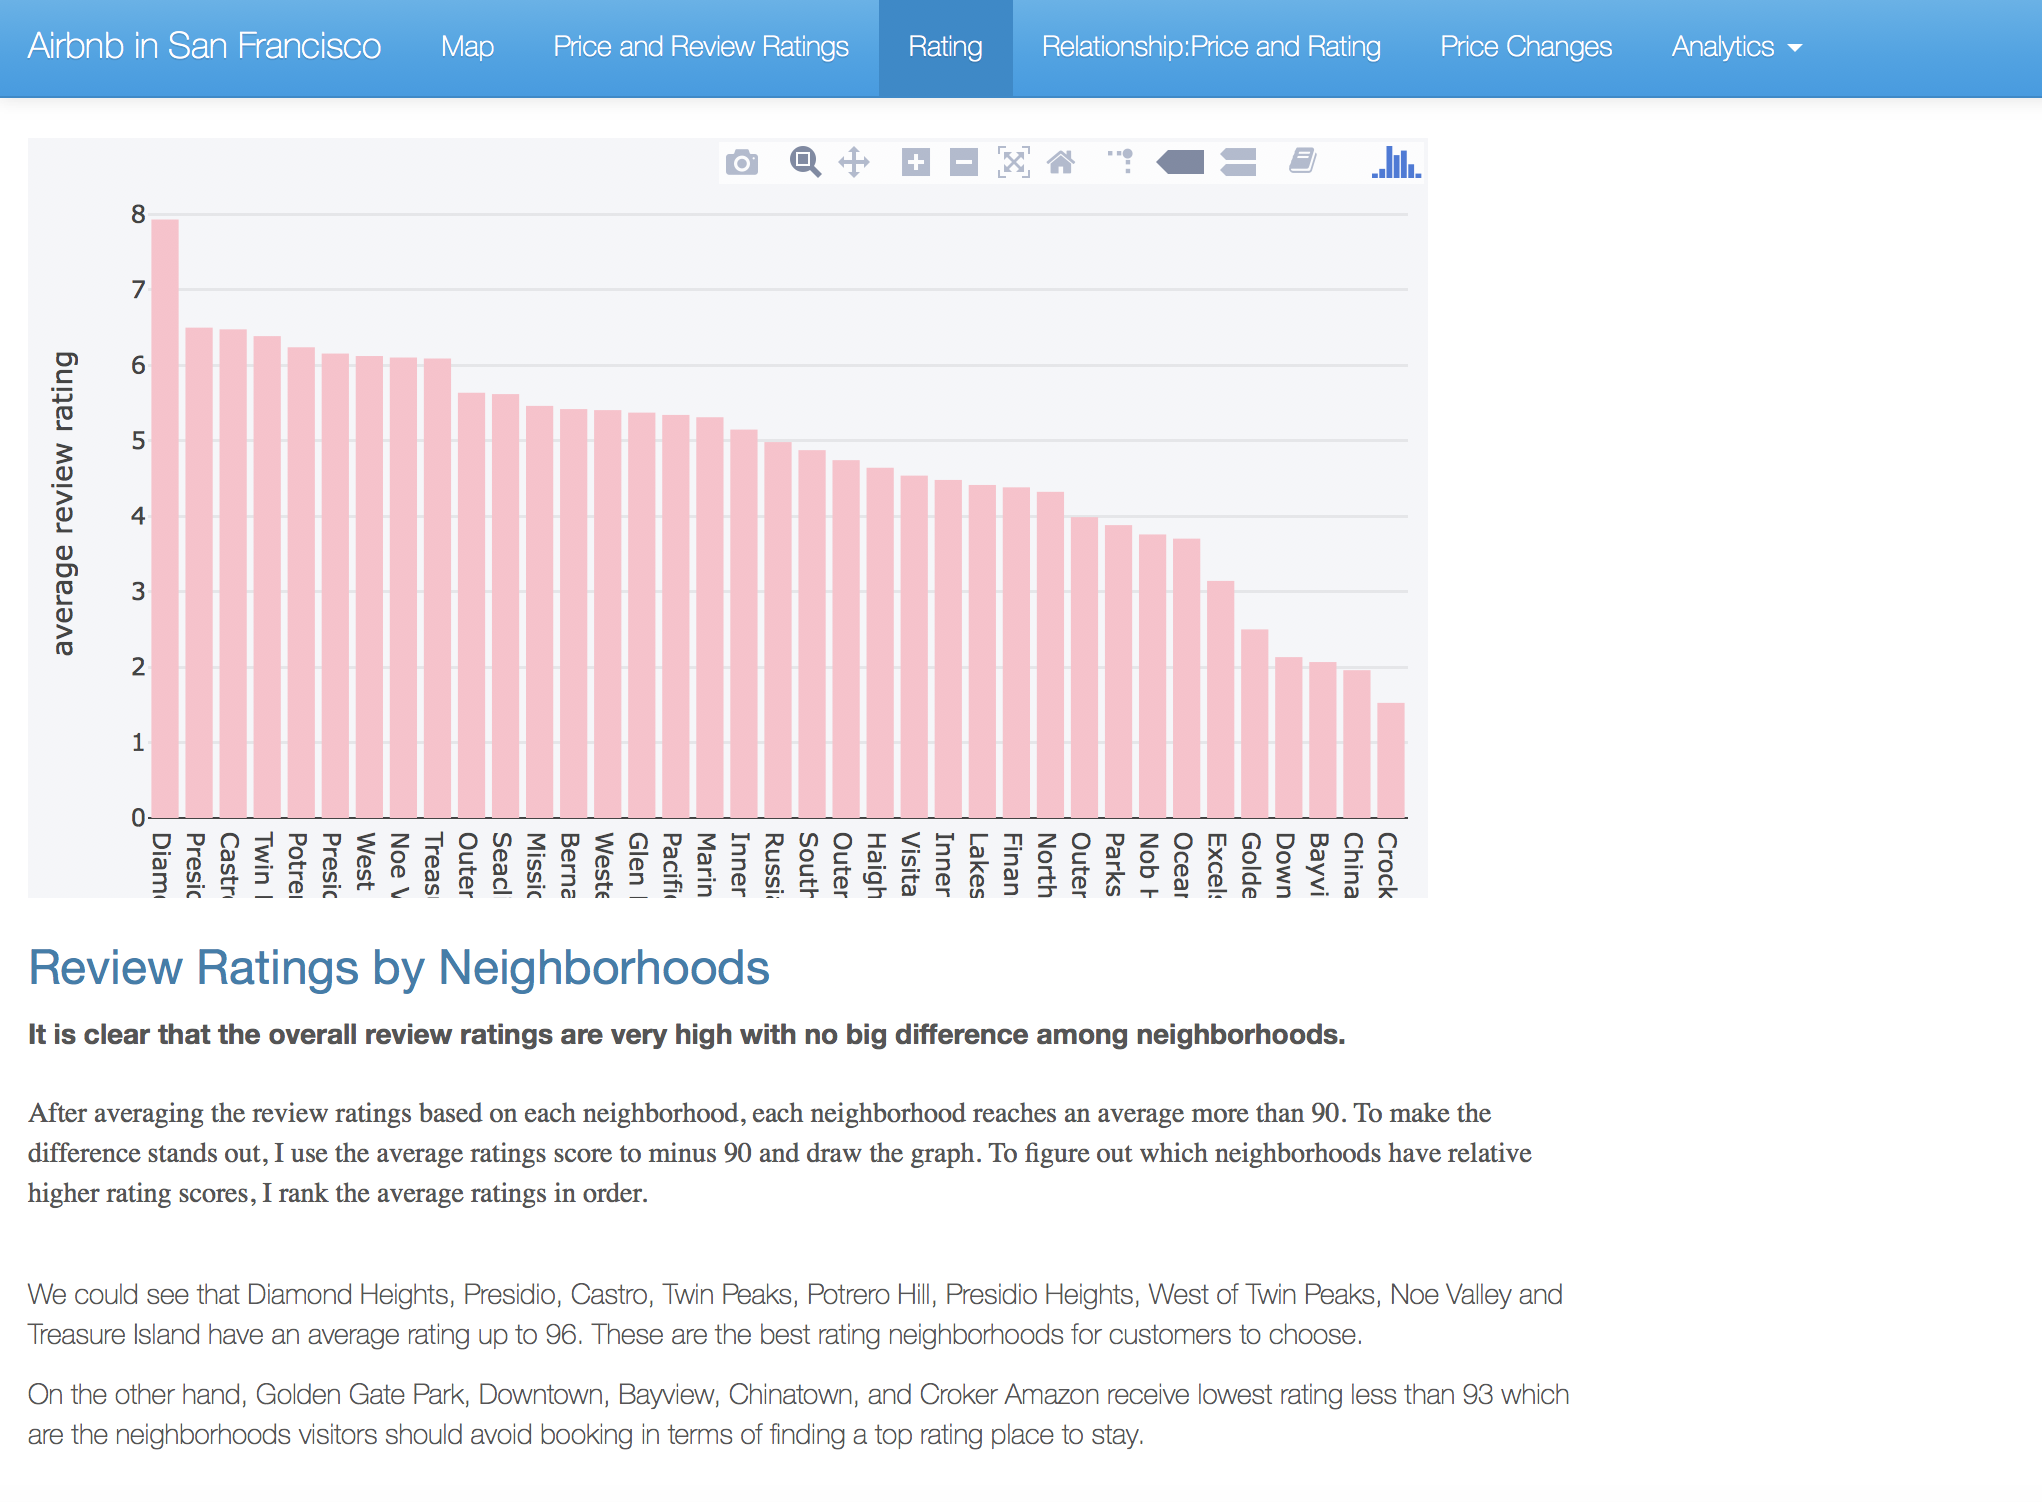 Airbnb in San Francisco Map Price and Review Ratings Rating Relationship:Price and Rating Price Changes Analytics
average review rating
8
7
6
5
4
3
2
1
0
Diam
Presi
Castr
Twin
Potre
Presi
West
Noe
Treas
Outer
Seacl
Missi
Berna
Weste
Glen
Pacifi
Marin
Inner
Russi
South
Outer
Haigh
Visita
Inner
Lakes
Finan
North
Outer
Parks
Nob
Ocea
Excel
Golde
Down
Bayvi
China
Crock
Review Ratings by Neighborhoods
It is clear that the overall review ratings are very high with no big difference among neighborhoods.
After averaging the review ratings based on each neighborhood, each neighborhood reaches an average more than 90. To make the
difference stands out, I use the average ratings score to minus 90 and draw the graph. To figure out which neighborhoods have relative
higher rating scores, I rank the average ratings in order.
We could see that Diamond Heights, Presidio, Castro, Twin Peaks, Potrero Hill, Presidio Heights, West of Twin Peaks, Noe Valley and
Treasure Island have an average rating up to 96. These are the best rating neighborhoods for customers to choose.
On the other hand, Golden Gate Park, Downtown, Bayview, Chinatown, and Croker Amazon receive lowest rating less than 93 which
are the neighborhoods visitors should avoid booking in terms of finding a top rating place to stay.